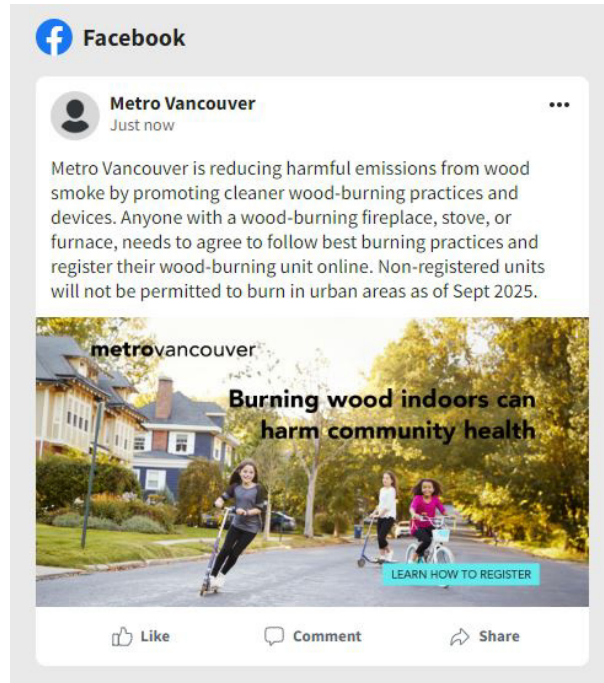 Facebook
Metro Vancouver
Just now
Metro Vancouver is reducing harmful emissions from wood
smoke by promoting cleaner wood-burning practices and
devices. Anyone with a wood-burning fireplace, stove, or
furnace, needs to agree to follow best burning practices and
register their wood-burning unit online. Non-registered units
will not be permitted to burn in urban areas as of Sept 2025.
metrovancouver
Burning wood indoors can
harm community health
LEARN HOW TO REGISTER
Like
Comment
Share